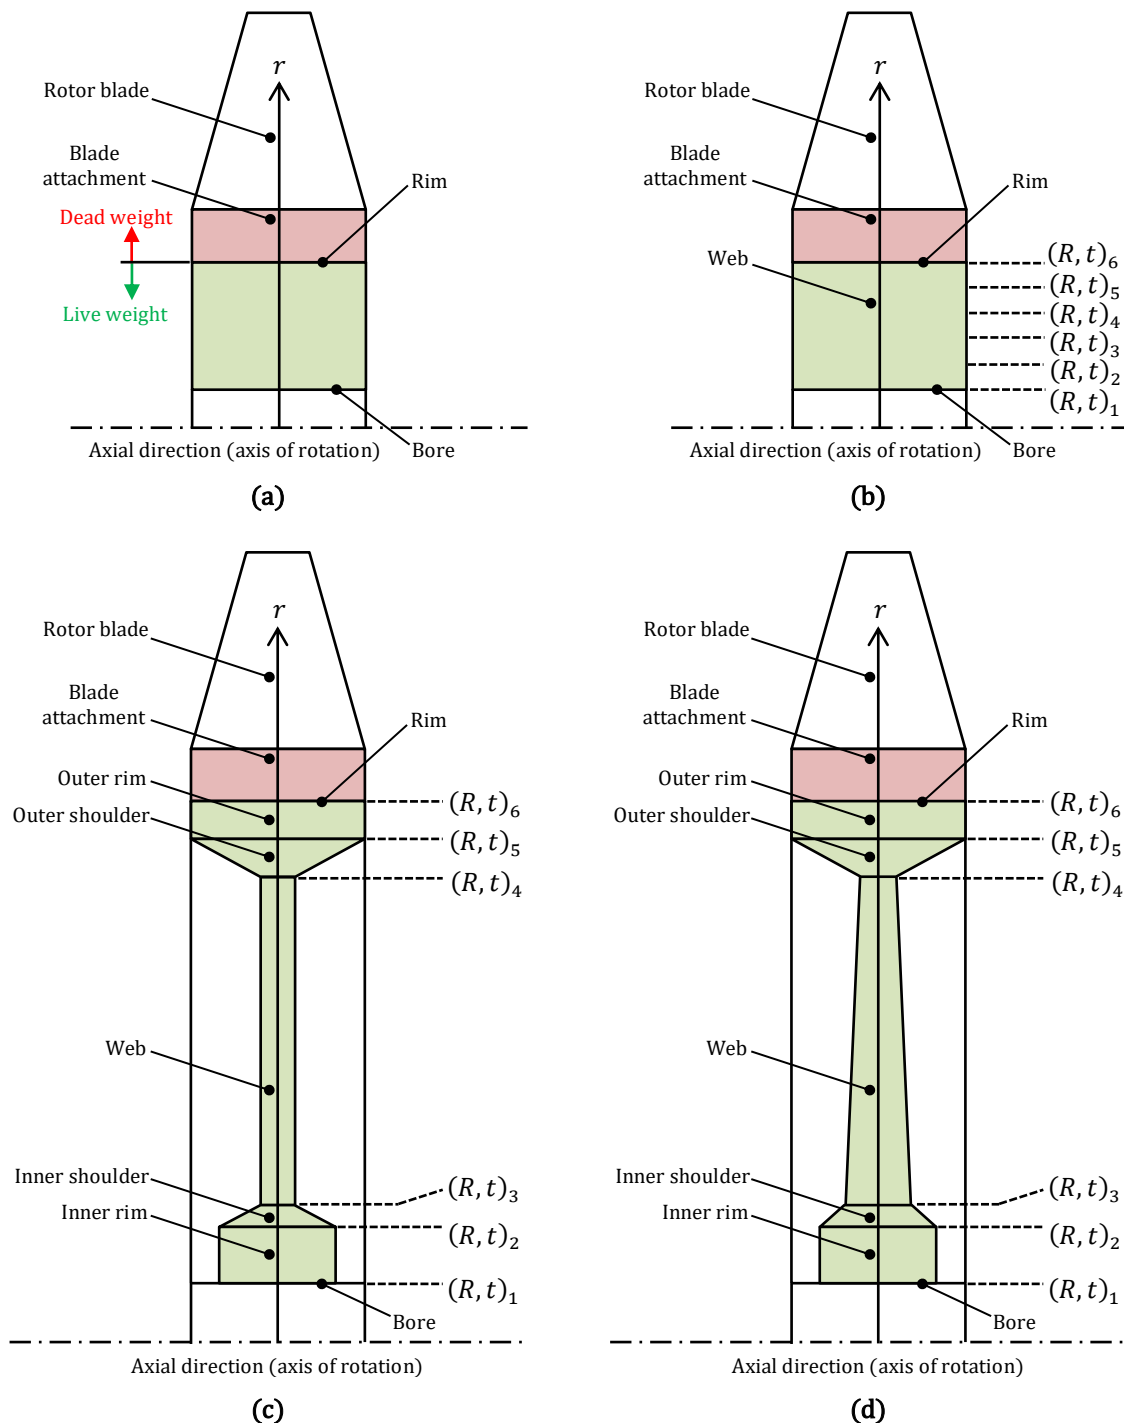 r
Rotor blade
Blade
attachment
Rim
Dead weight
Live weight
Axial direction (axis of rotation)
Bore
(a)
r
Rotor blade
Blade
attachment
Rim
Web
(R, t)6
(R, t)5
(R, t)4
(R, t)3
(R, t)2
(R, t)1
Axial direction (axis of rotation)
Bore
(b)
r
Rotor blade
Blade
attachment
Rim
Outer rim
Outer shoulder
(R, t)6
(R, t)5
(R, t)4
Web
Inner shoulder
Inner rim
(R, t)3
(R, t)2
(R, t)1
Bore
Axial direction (axis of rotation)
(c)
r
Rotor blade
Blade
attachment
Rim
Outer rim
Outer shoulder
(R, t)6
(R, t)5
(R, t)4
Web
Inner shoulder
Inner rim
(R, t)3
(R, t)2
(R, t)1
Bore
Axial direction (axis of rotation)
(d)